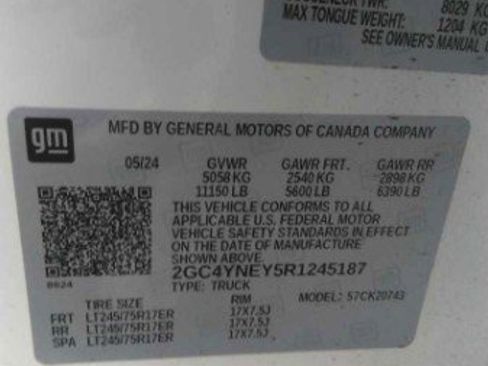 8029 KG
MAX TONGUE WEIGHT: 1204 KG
SEE OWNER'S MANUAL
gm
MFD BY GENERAL MOTORS OF CANADA COMPANY
05/24 GVWR GAWR FRT. GAWR RR
5058 KG 2540 KG 2898 KG
11150 LB 5600 LB 6390 LB
THIS VEHICLE CONFORMS TO ALL
APPLICABLE U.S. FEDERAL MOTOR
VEHICLE SAFETY STANDARDS IN EFFECT
ON THE DATE OF MANUFACTURE
SHOWN ABOVE.
2GC4YNEY5R1245187
TYPE: TRUCK MODEL: 57CK20743
TIRE SIZE RIM
FRT LT245/75R17ER 17X7.5J
RR LT245/75R17ER 17X7.5J
SPA LT245/75R17ER 17X7.5J